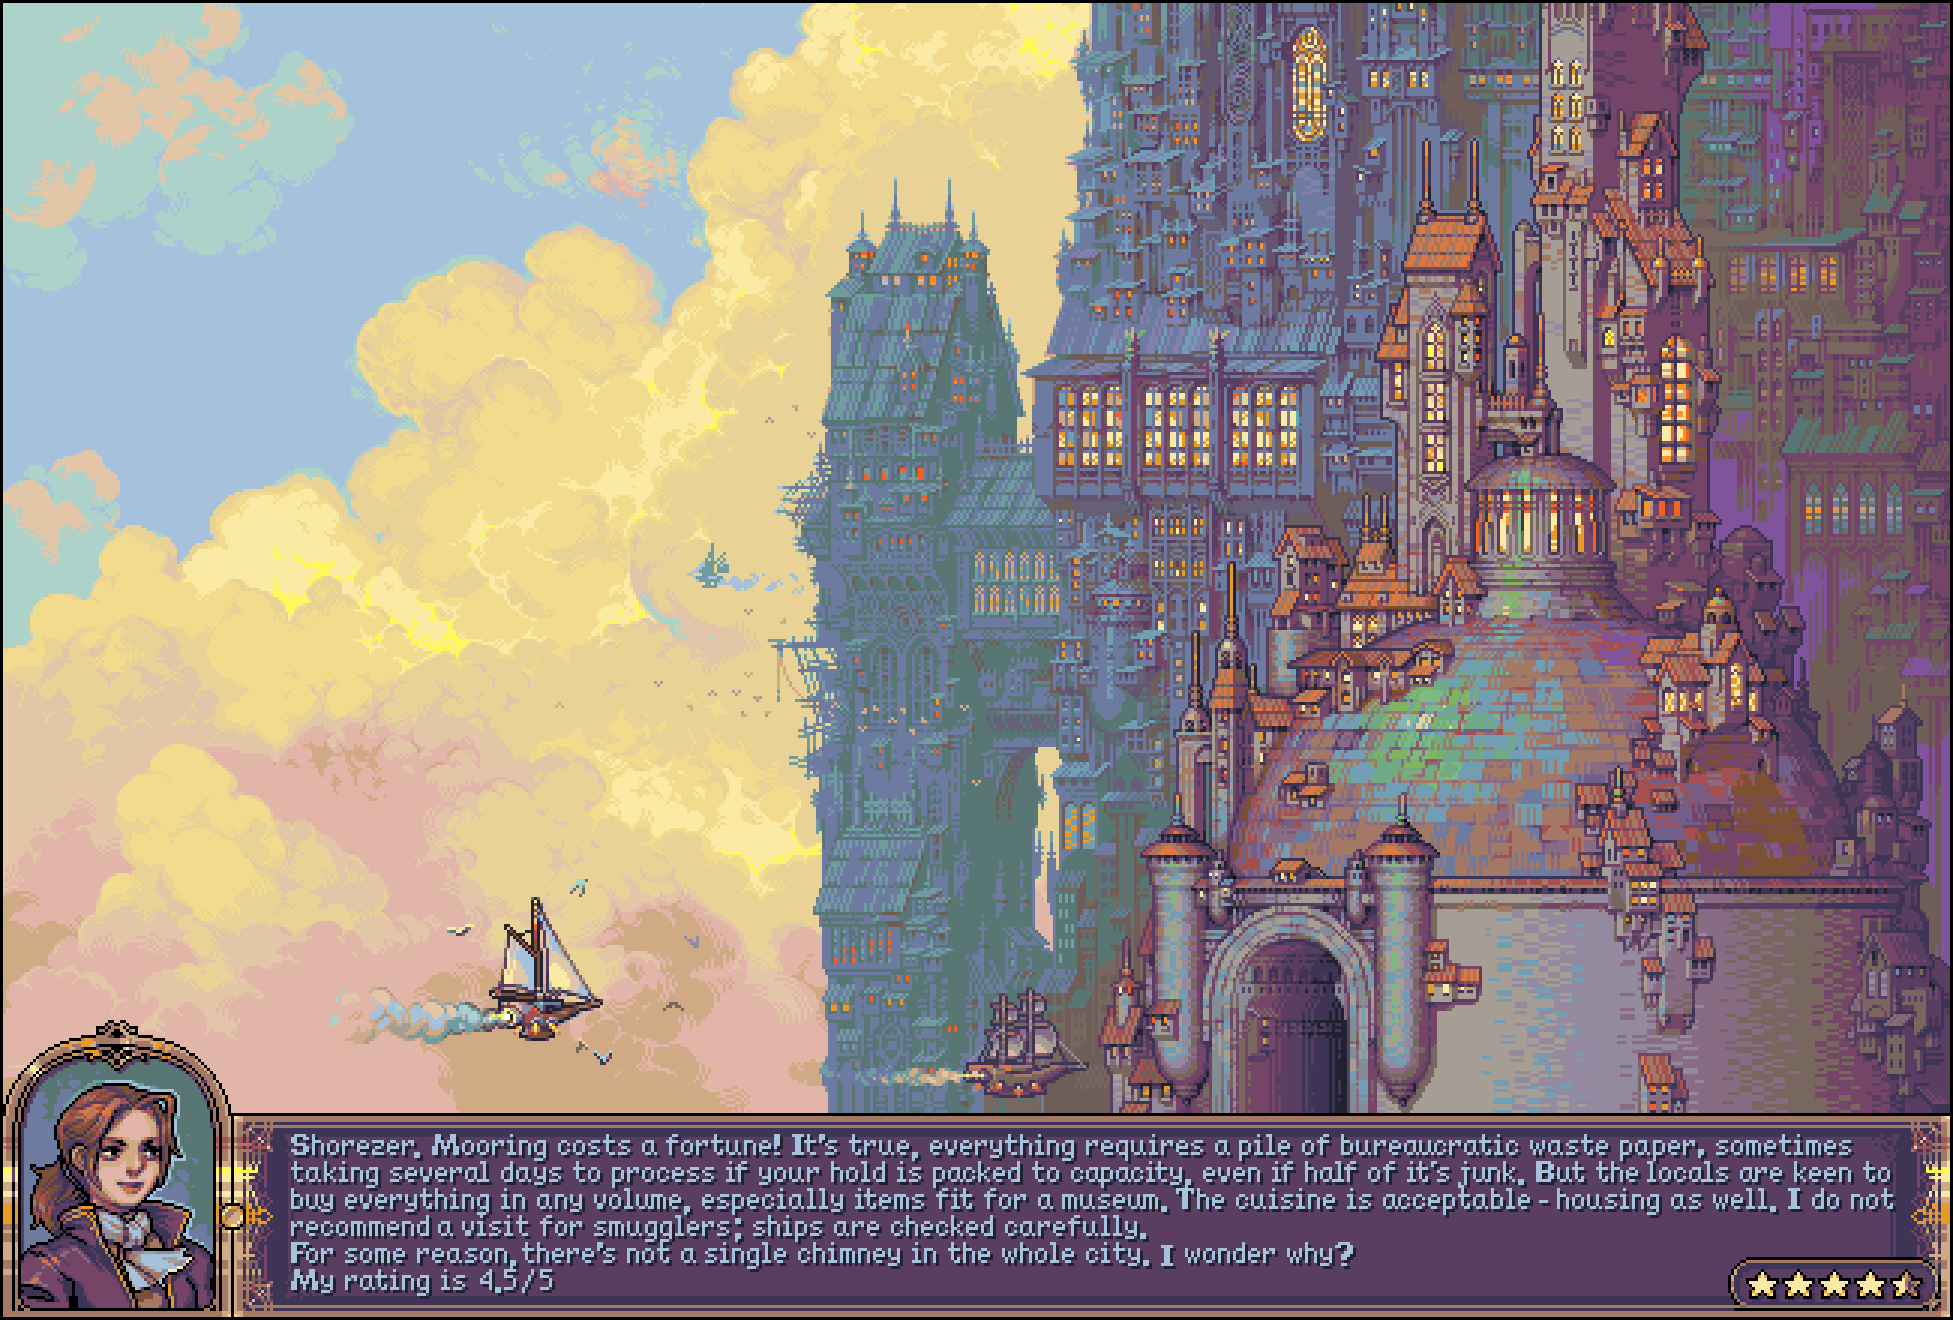 Shorezer. Mooring costs a fortune! It's true, everything requires a pile of bureaucratic waste paper, sometimes
taking several days to process if your hold is packed to capacity, even if half of it's junk. But the locals are keen to
buy everything in any volume, especially items fit for a museum. The cuisine is acceptable - housing as well. I do not
recommend a visit for smugglers; ships are checked carefully.
For some reason, there's not a single chimney in the whole city. I wonder why?
My rating is 4.5/5